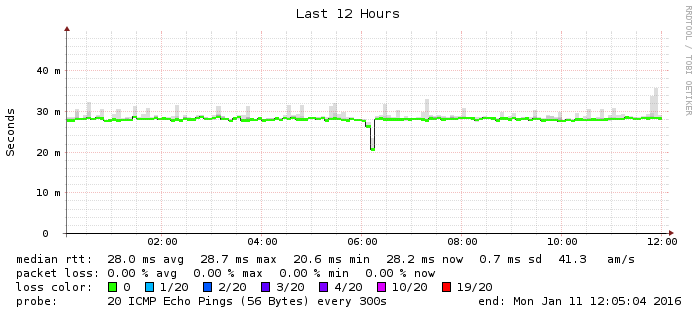 Last 12 Hours
RRDTOOL / TOBI OETIKER
Seconds
40 m
30 m
20 m
10 m
0
02:00 04:00 06:00 08:00 10:00 12:00
median rtt: 28.0 ms avg 28.7 ms max 20.6 ms min 28.2 ms now 0.7 ms sd 41.3 am/s
packet loss: 0.00 % avg 0.00 % max 0.00 % min 0.00 % now
loss color: 0 1/20 2/20 3/20 4/20 10/20 19/20
probe: 20 ICMP Echo Pings (56 Bytes) every 300s end: Mon Jan 11 12:05:04 2016